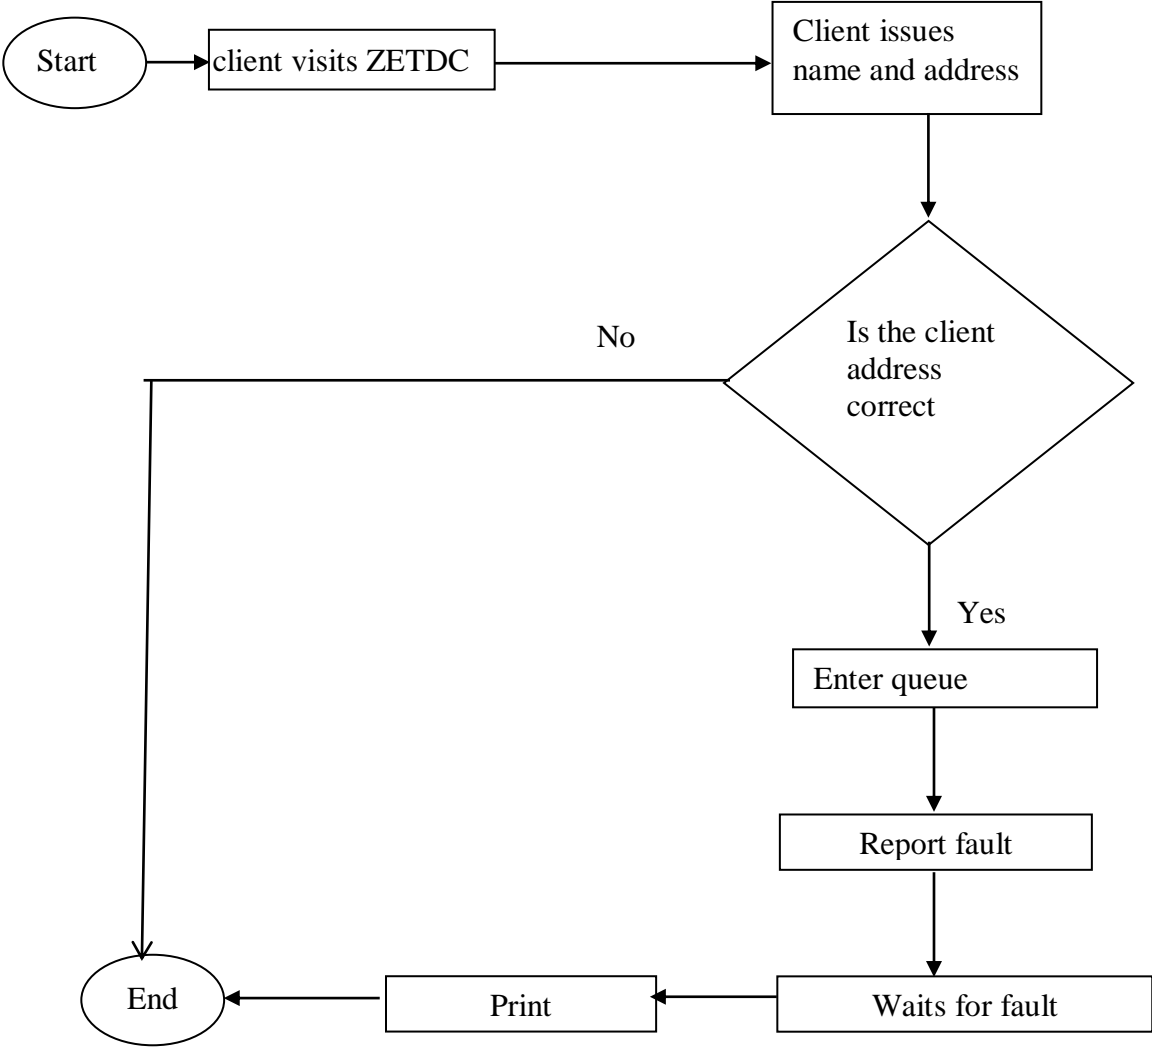 Start
client visits ZETDC
Client issues
name and address
No
Is the client
address
correct
Yes
Enter queue
Report fault
Waits for fault
Print
End